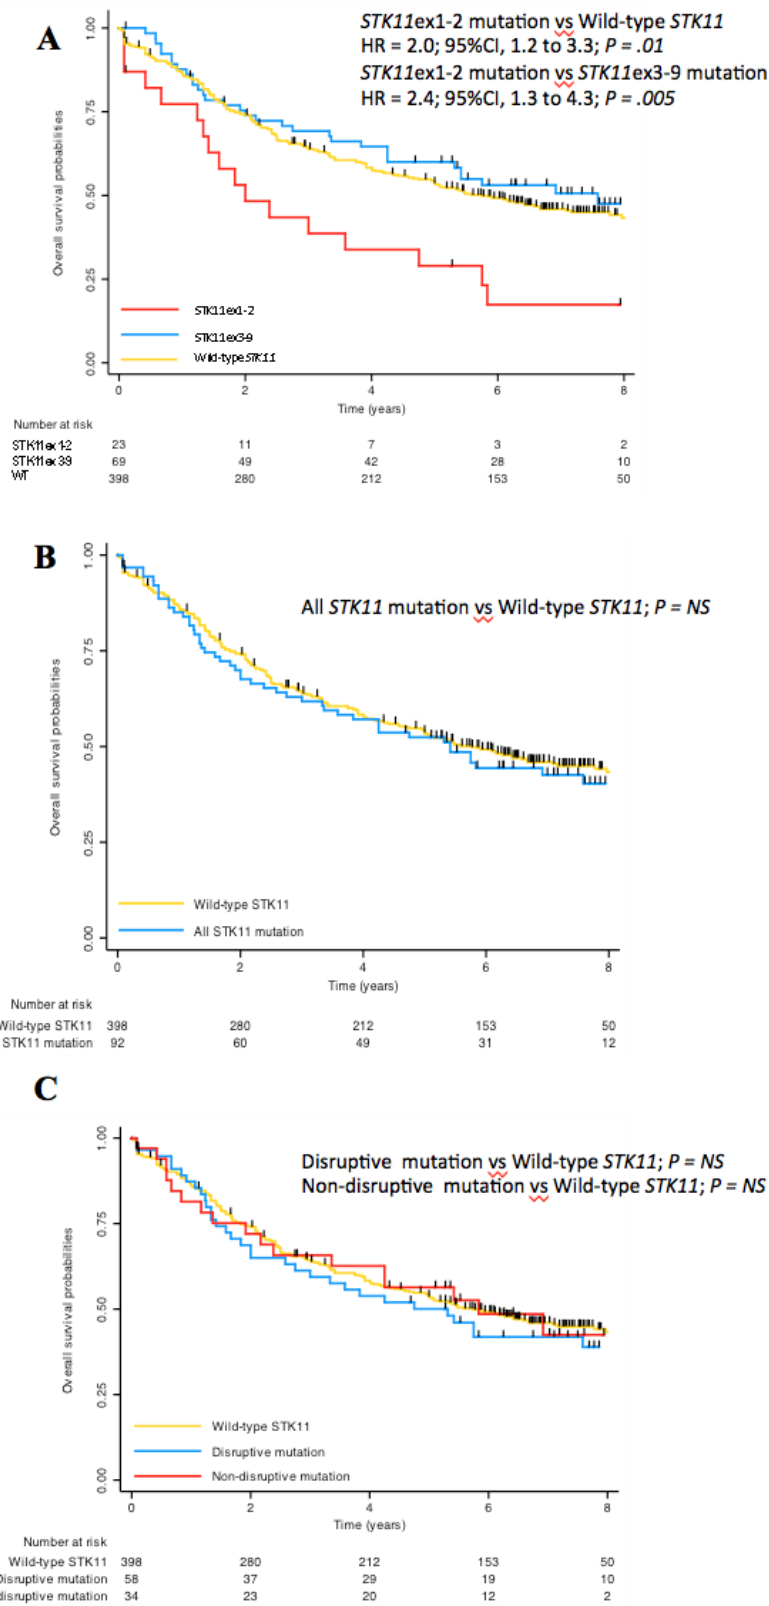 A
STK11ex1-2 mutation vs Wild-type STK11
HR = 2.0; 95%CI, 1.2 to 3.3; P = .01
STK11ex1-2 mutation vs STK11ex3-9 mutation
HR = 2.4; 95%CI, 1.3 to 4.3; P = .005
Overall survival probabilities
1.00
0.75
0.50
0.25
0.00
STK11ex1-2
STK11ex3-9
Wild-type STK11
0 2 4 6 8
Time (years)
Number at risk
STK11ex1-2 23 11 7 3 2
STK11ex3-9 69 49 42 28 10
WT 398 280 212 153 50
B
All STK11 mutation vs Wild-type STK11; P = NS
Overall survival probabilities
1.00
0.75
0.50
0.25
0.00
Wild-type STK11
All STK11 mutation
0 2 4 6 8
Time (years)
Number at risk
Wild-type STK11 398 280 212 153 50
STK11 mutation 92 60 49 31 12
C
Disruptive mutation vs Wild-type STK11; P = NS
Non-disruptive mutation vs Wild-type STK11; P = NS
Overall survival probabilities
1.00
0.75
0.50
0.25
0.00
Wild-type STK11
Disruptive mutation
Non-disruptive mutation
0 2 4 6 8
Time (years)
Number at risk
Wild-type STK11 398 280 212 153 50
Disruptive mutation 58 37 29 19 10
disruptive mutation 34 23 20 12 2